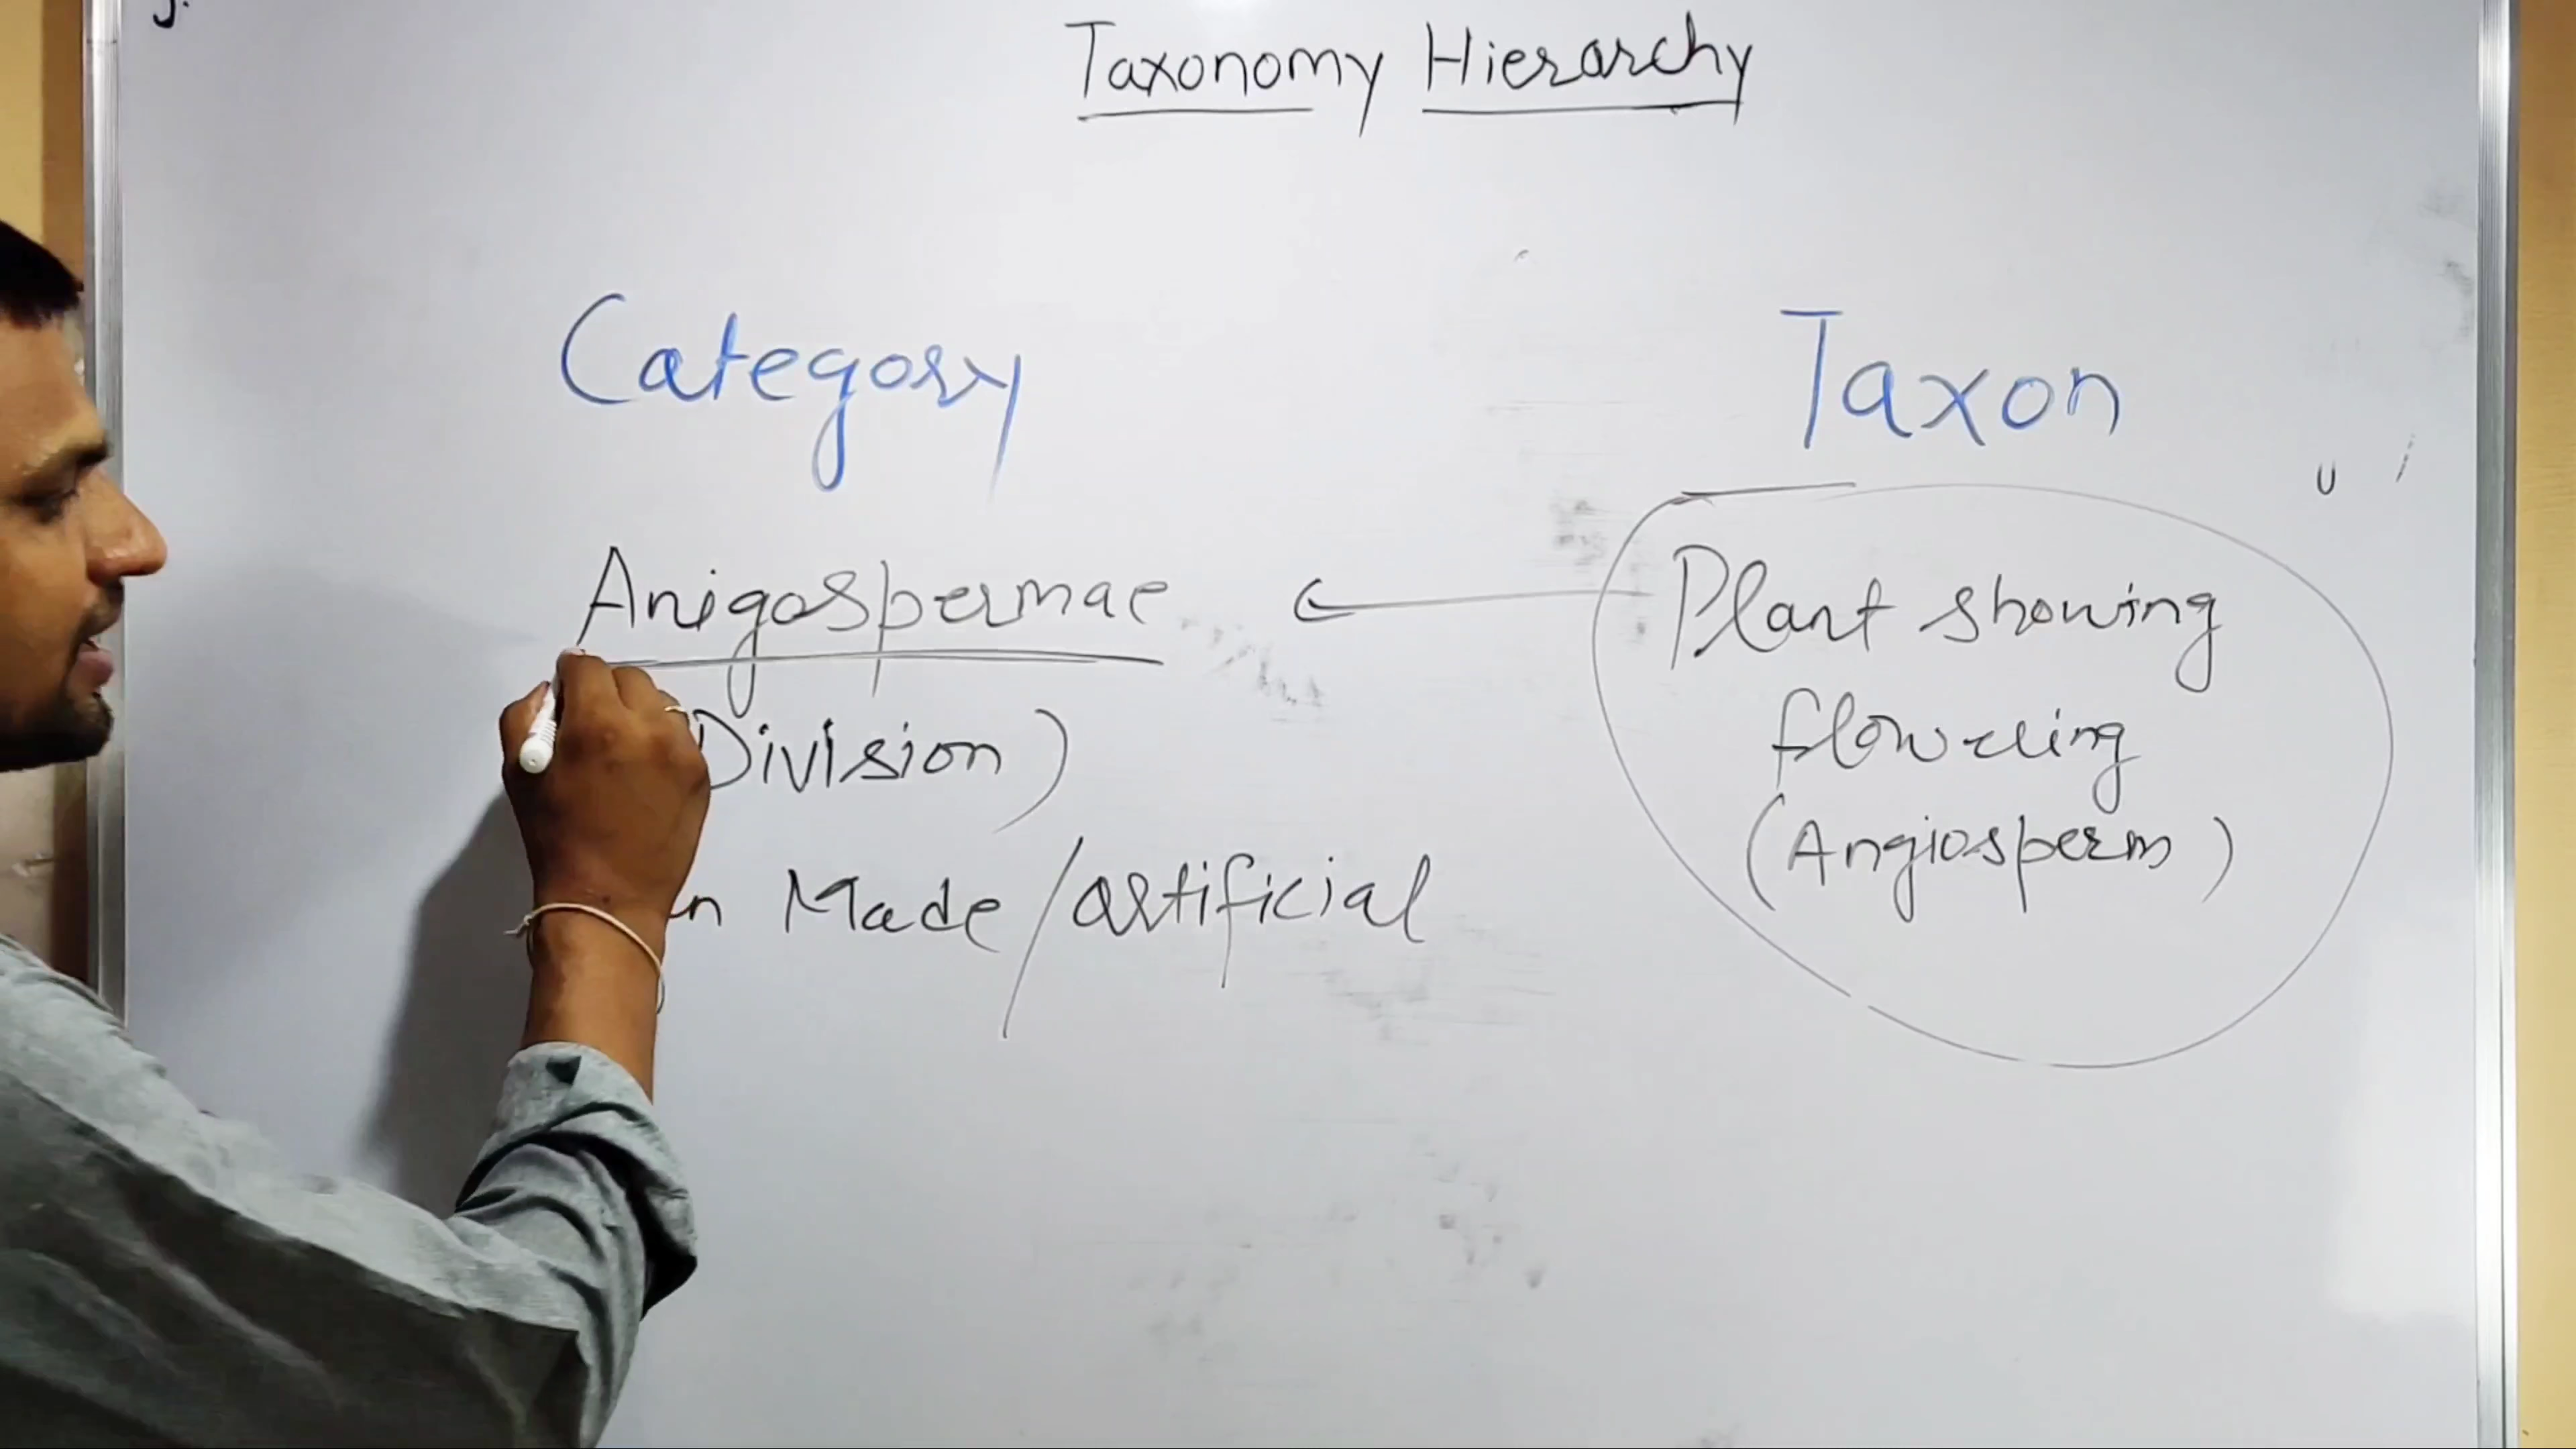 Taxonomy Hierarchy
Category
Taxon
Anigospermae
Division)
Made/artificial
Plant showing
flowering
(Angiosperm)